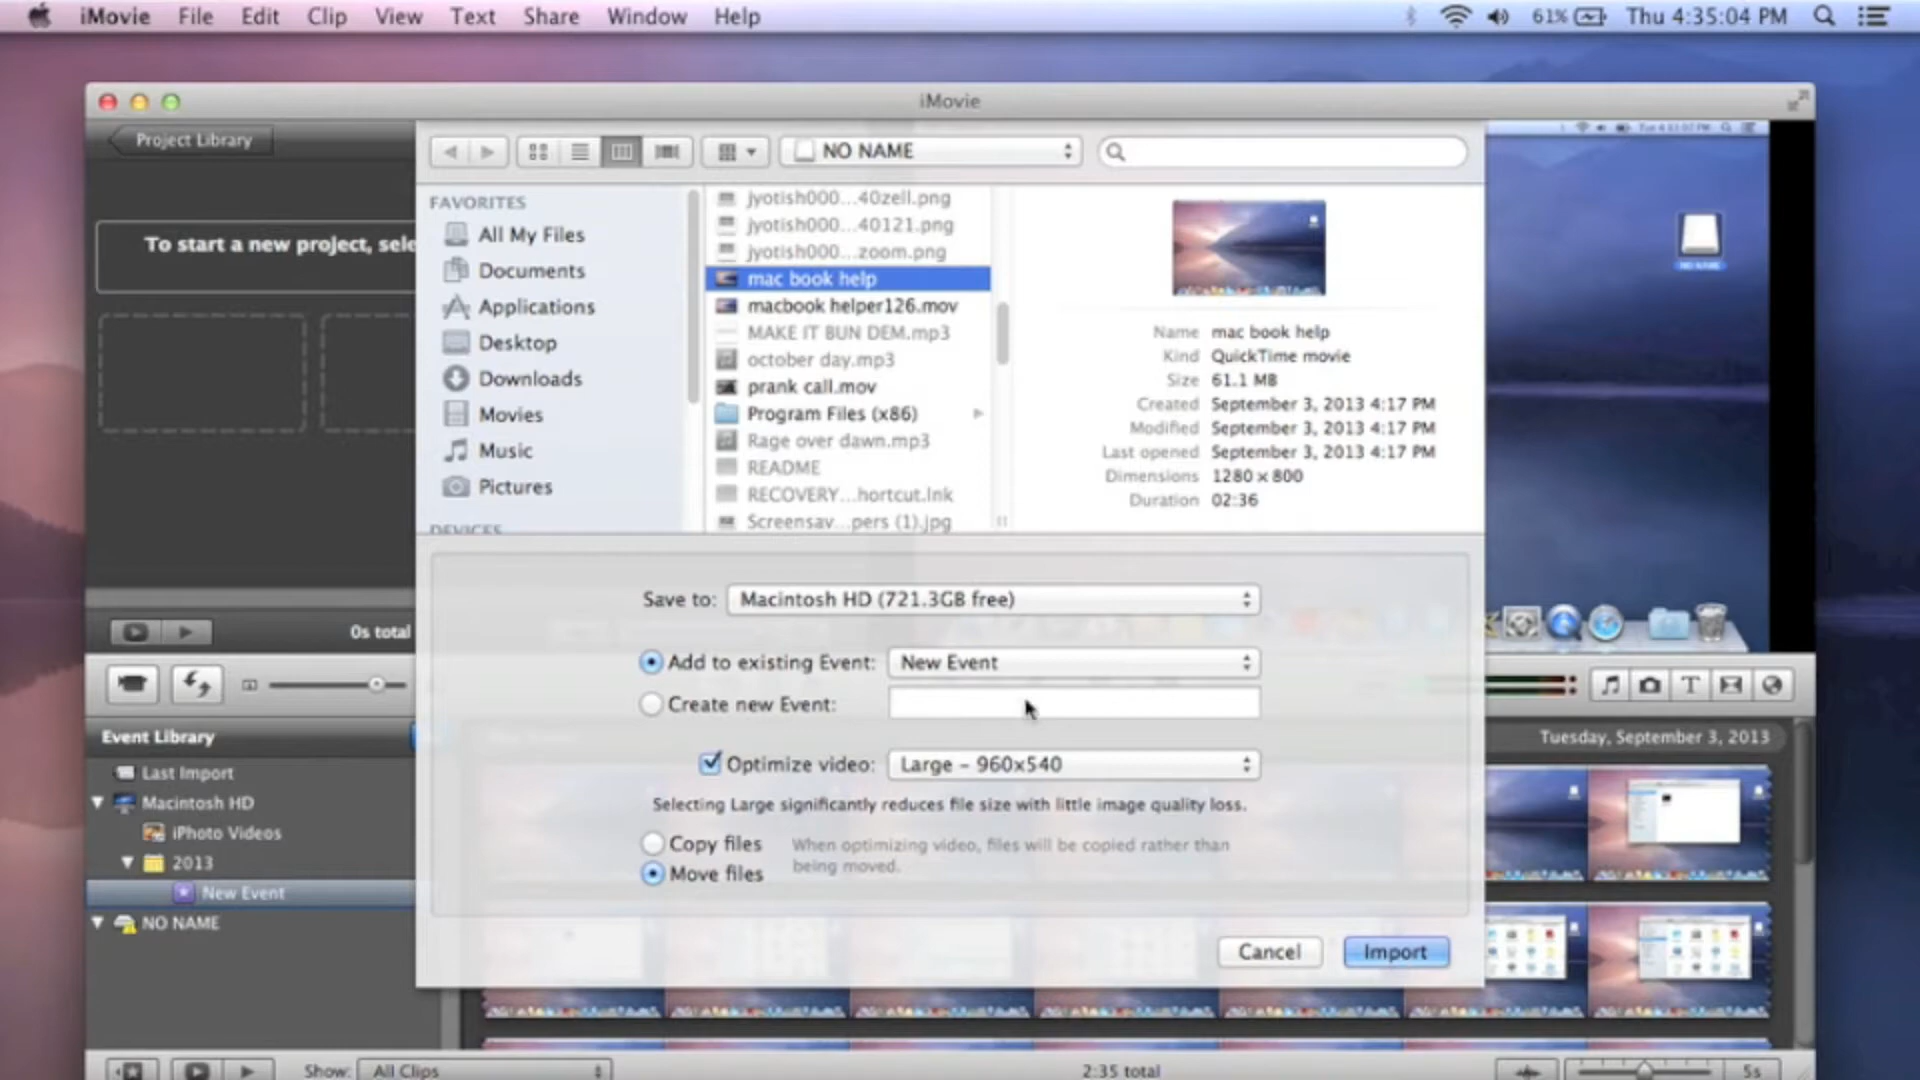 iMovie File Edit Clip View Text Share Window Help 61% Thu 4:35:04 PM
iMovie
Project Library
NO NAME
To start a new project, sele
0s total
FAVORITES
All My Files
Documents
Applications
Desktop
Downloads
Movies
Music
Pictures
DEVICES
jyotish000...40zell.png
jyotish000...40121.png
jyotish000...zoom.png
mac book help
macbook helper126.mov
MAKE IT BUN DEM.mp3
october day.mp3
prank call.mov
Program Files (x86)
Rage over dawn.mp3
README
RECOVERY...hortcut.lnk
Screensav...pers (1).jpg
Name mac book help
Kind QuickTime movie
Size 61.1 MB
Created September 3, 2013 4:17 PM
Modified September 3, 2013 4:17 PM
Last opened September 3, 2013 4:17 PM
Dimensions 1280 × 800
Duration 02:36
NO NAME
Save to: Macintosh HD (721.3GB free)
Add to existing Event: New Event
Create new Event:
Optimize video: Large - 960x540
Selecting Large significantly reduces file size with little image quality loss.
Copy files
Move files
When optimizing video, files will be copied rather than
being moved.
Cancel Import
Event Library
Last Import
Macintosh HD
iPhoto Videos
2013
New Event
NO NAME
Tuesday, September 3, 2013
Show: All Clips 2:35 total 5s